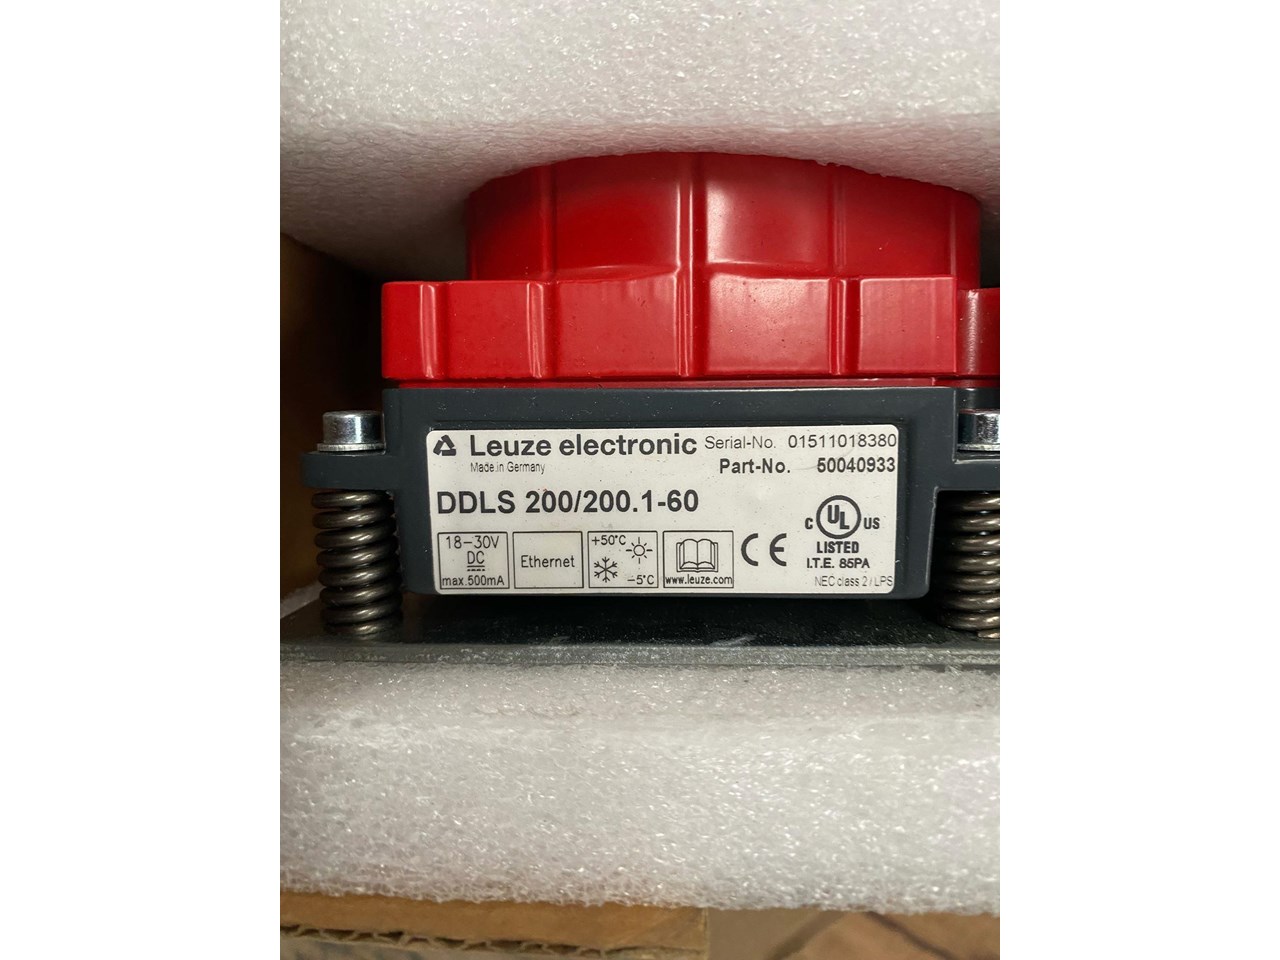 Leuze electronic Serial-No. 01511018380
Made in Germany Part-No. 50040933
DDLS 200/200.1-60
18-30V
DC
max.500mA
Ethernet
+50°C
-5°C
www.leuze.com
CE
C UL US
LISTED
I.T.E. 85PA
NEC class 2 / LPS